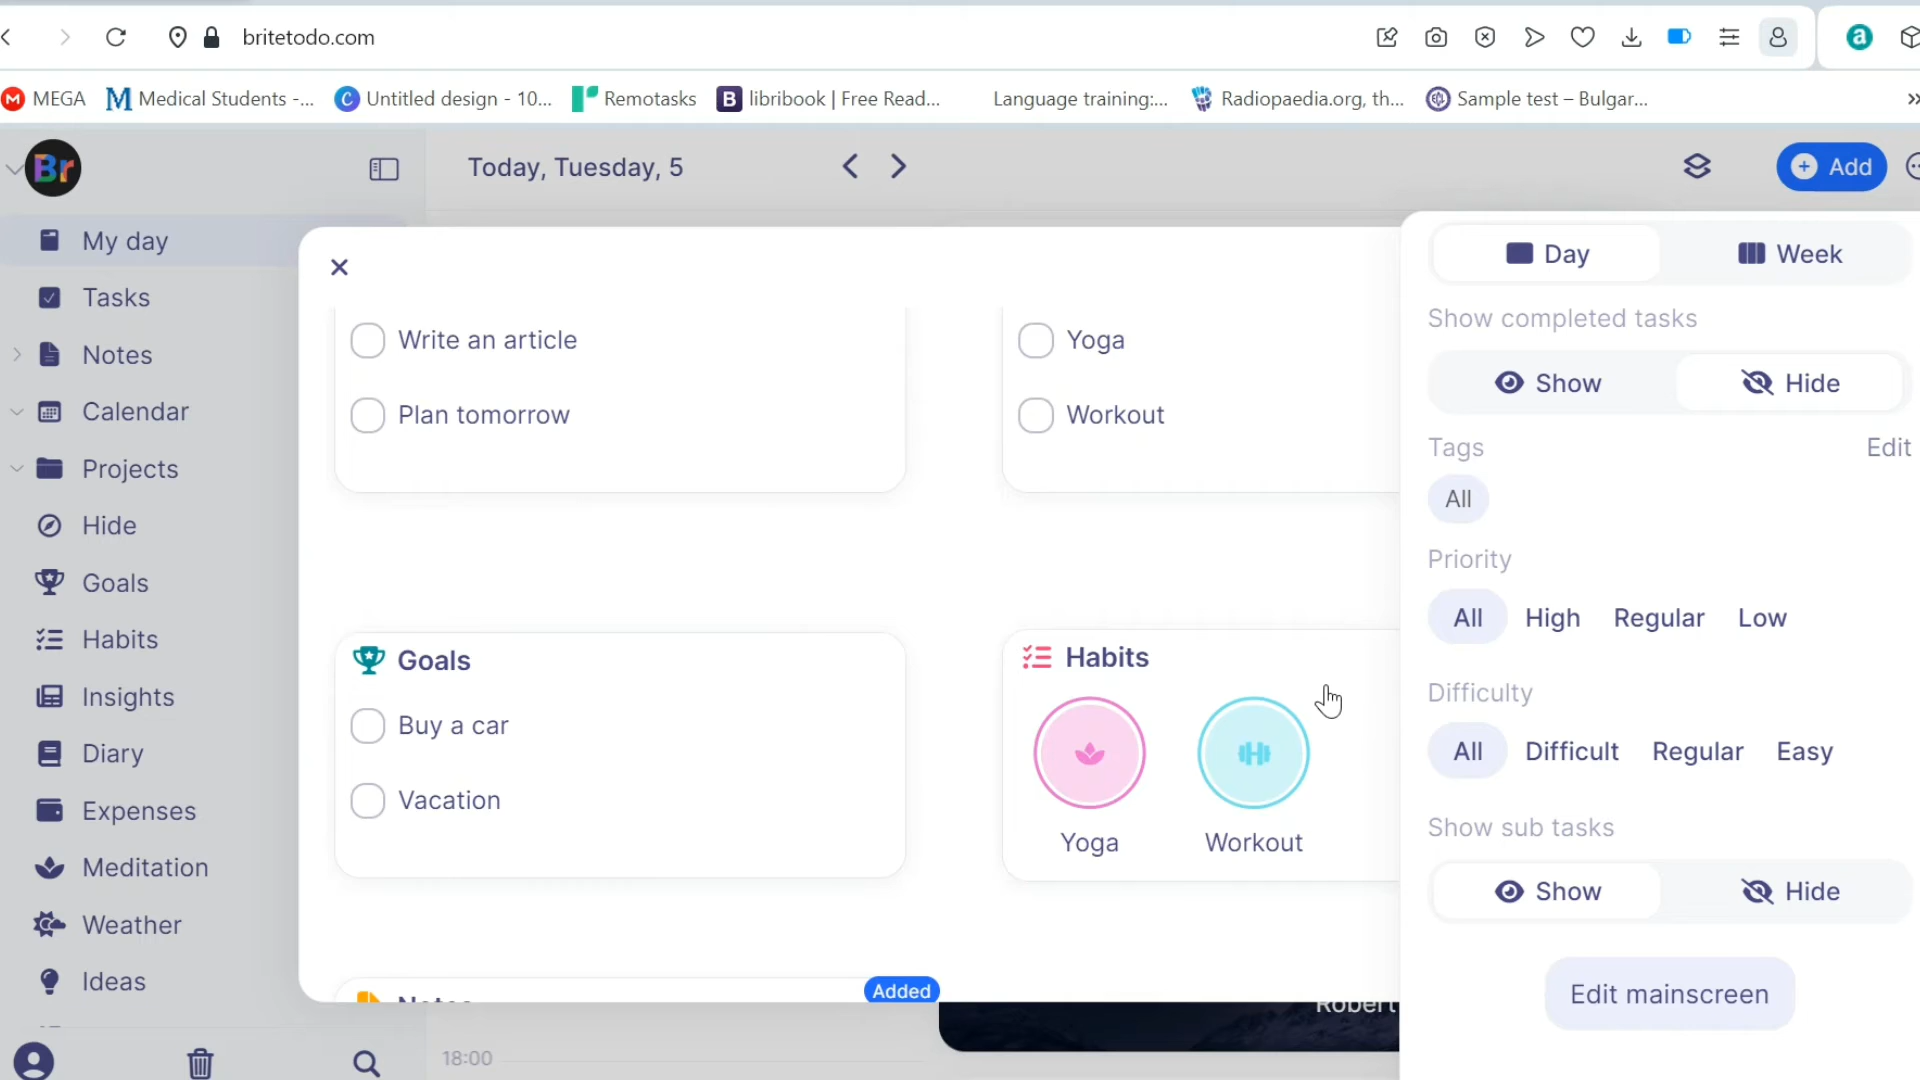 britetodo.com
a
M MEGA
M Medical Students -...
C Untitled design - 10...
Remotasks
B libribook | Free Read...
Language training:...
Radiopaedia.org, th...
Sample test – Bulgar...
Br
Today, Tuesday, 5
Add
My day
Tasks
Notes
Calendar
Projects
Hide
Goals
Habits
Insights
Diary
Expenses
Meditation
Weather
Ideas
Write an article
Plan tomorrow
Yoga
Workout
Goals
Buy a car
Vacation
Habits
Yoga
Workout
Notes
Added
Robert
18:00
Day
Week
Show completed tasks
Show
Hide
Tags
Edit
All
Priority
All
High
Regular
Low
Difficulty
All
Difficult
Regular
Easy
Show sub tasks
Show
Hide
Edit mainscreen